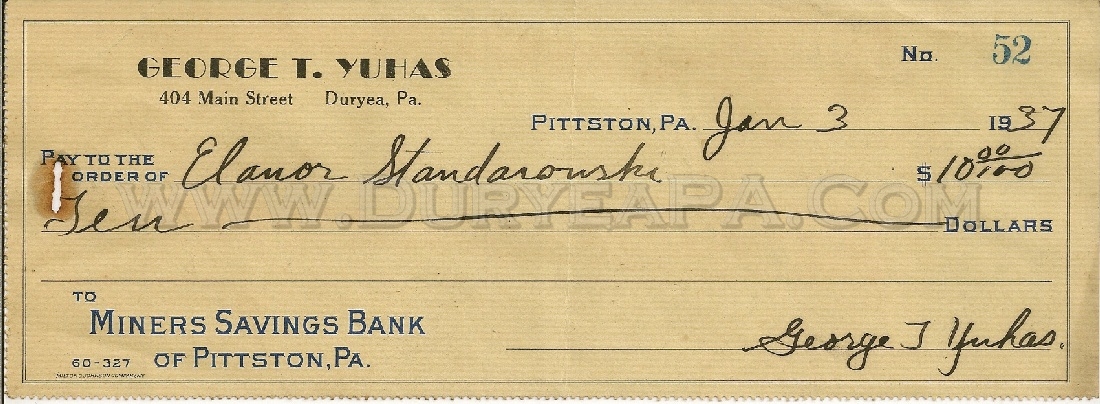 No. 52
GEORGE T. YUHAS
404 Main Street Duryea, Pa.
PITTSTON, PA. Jan 3 1937
PAY TO THE
ORDER OF Elanor Standarowski $ 10 00/100
WWW.DURYEAPA.COM
Ten DOLLARS
TO
MINERS SAVINGS BANK
60-327 OF PITTSTON, PA.
George T Yuhas.